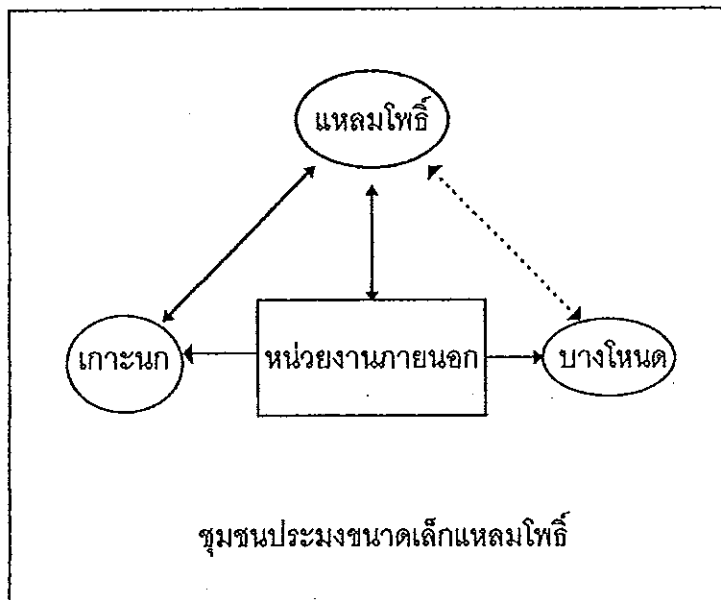 แหลมโพธิ์
เกาะนก
หน่วยงานภายนอก
บางโหนด
ชุมชนประมงขนาดเล็กแหลมโพธิ์